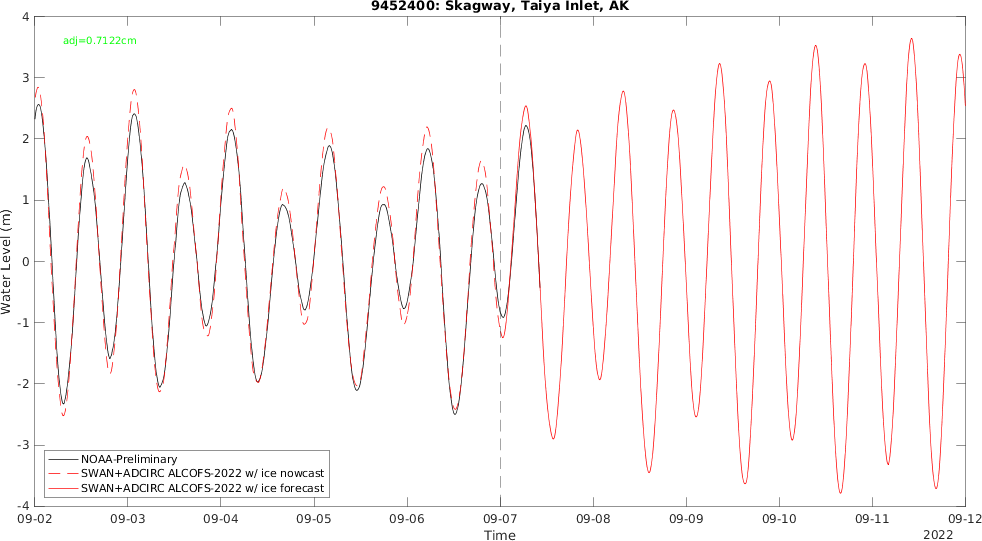 9452400: Skagway, Taiya Inlet, AK
4
adj=0.7122cm
3
2
1
0
-1
-2
-3
-4
Water Level (m)
NOAA-Preliminary
SWAN+ADCIRC ALCOFS-2022 w/ ice nowcast
SWAN+ADCIRC ALCOFS-2022 w/ ice forecast
09-02 09-03 09-04 09-05 09-06 09-07 09-08 09-09 09-10 09-11 09-12
Time
2022